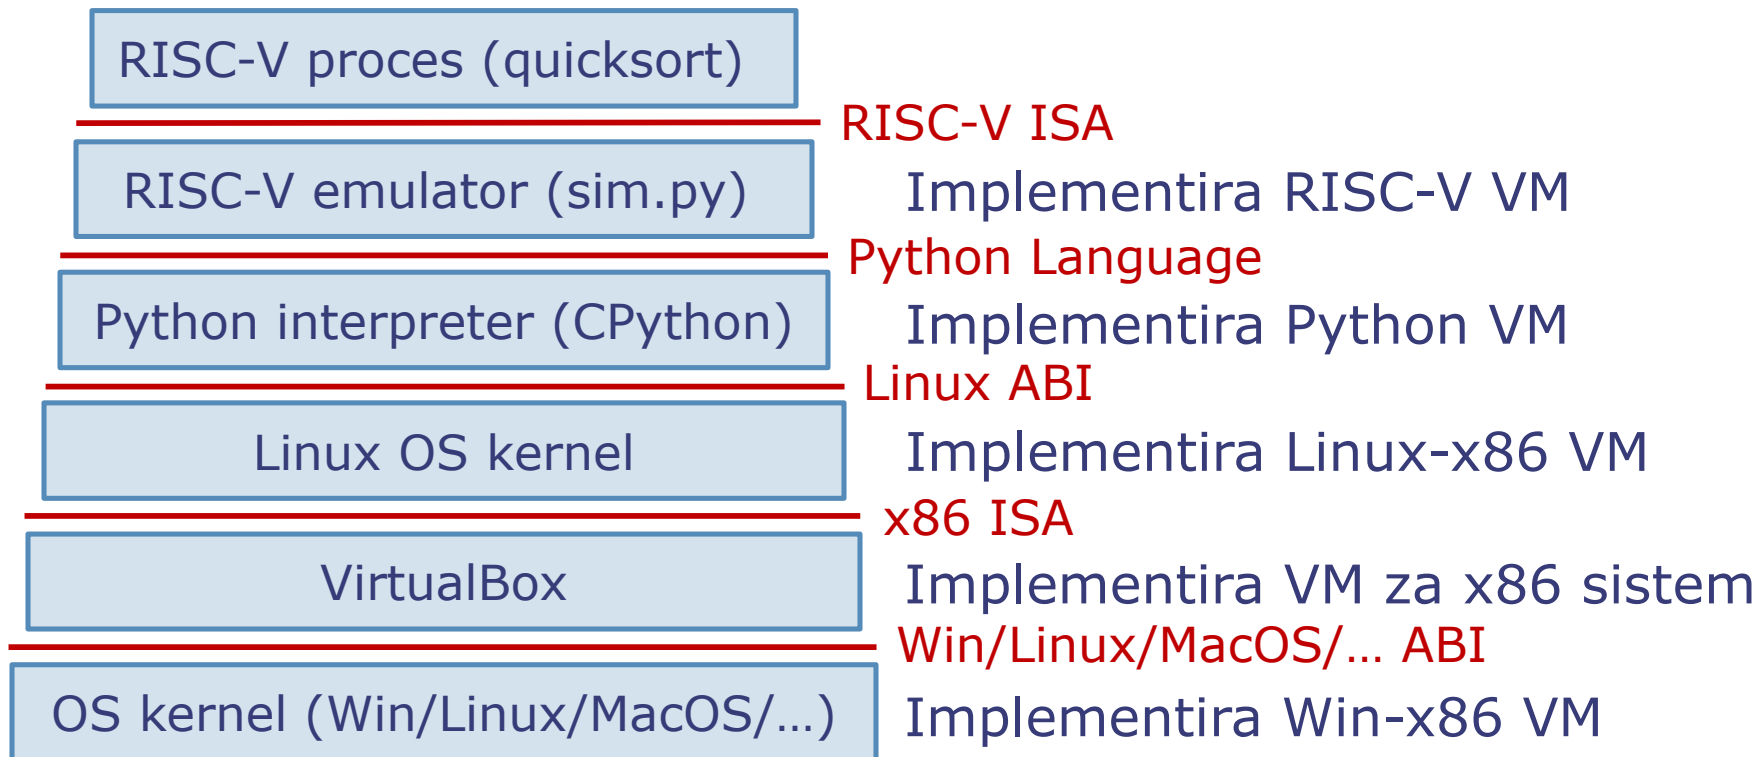 RISC-V proces (quicksort)
RISC-V ISA
RISC-V emulator (sim.py)
Implementira RISC-V VM
Python Language
Python interpreter (CPython)
Implementira Python VM
Linux ABI
Linux OS kernel
Implementira Linux-x86 VM
x86 ISA
VirtualBox
Implementira VM za x86 sistem
Win/Linux/MacOS/… ABI
OS kernel (Win/Linux/MacOS/…)
Implementira Win-x86 VM